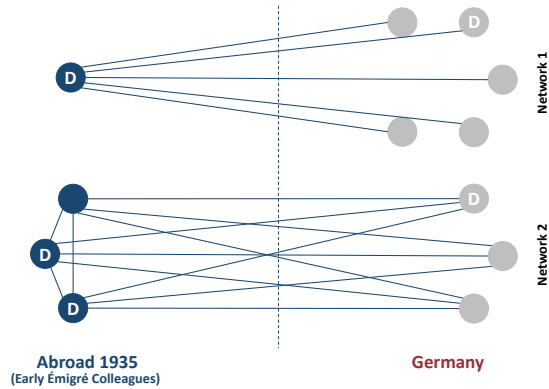 D
D
Network 1
D
D
D
Network 2
Abroad 1935
(Early Émigré Colleagues)
Germany